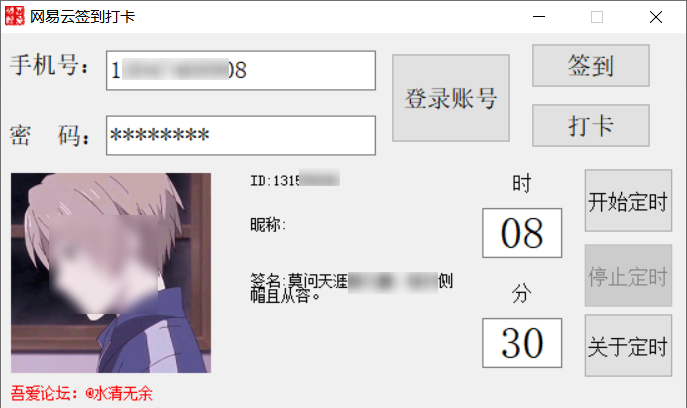 网易云签到打卡
手机号：
1 08
登录账号
签到
密 码：
********
打卡
ID:1315
时
开始定时
昵称:
08
停止定时
签名:莫问天涯 侧
帽且从容。
分
30
关于定时
吾爱论坛：@水清无余